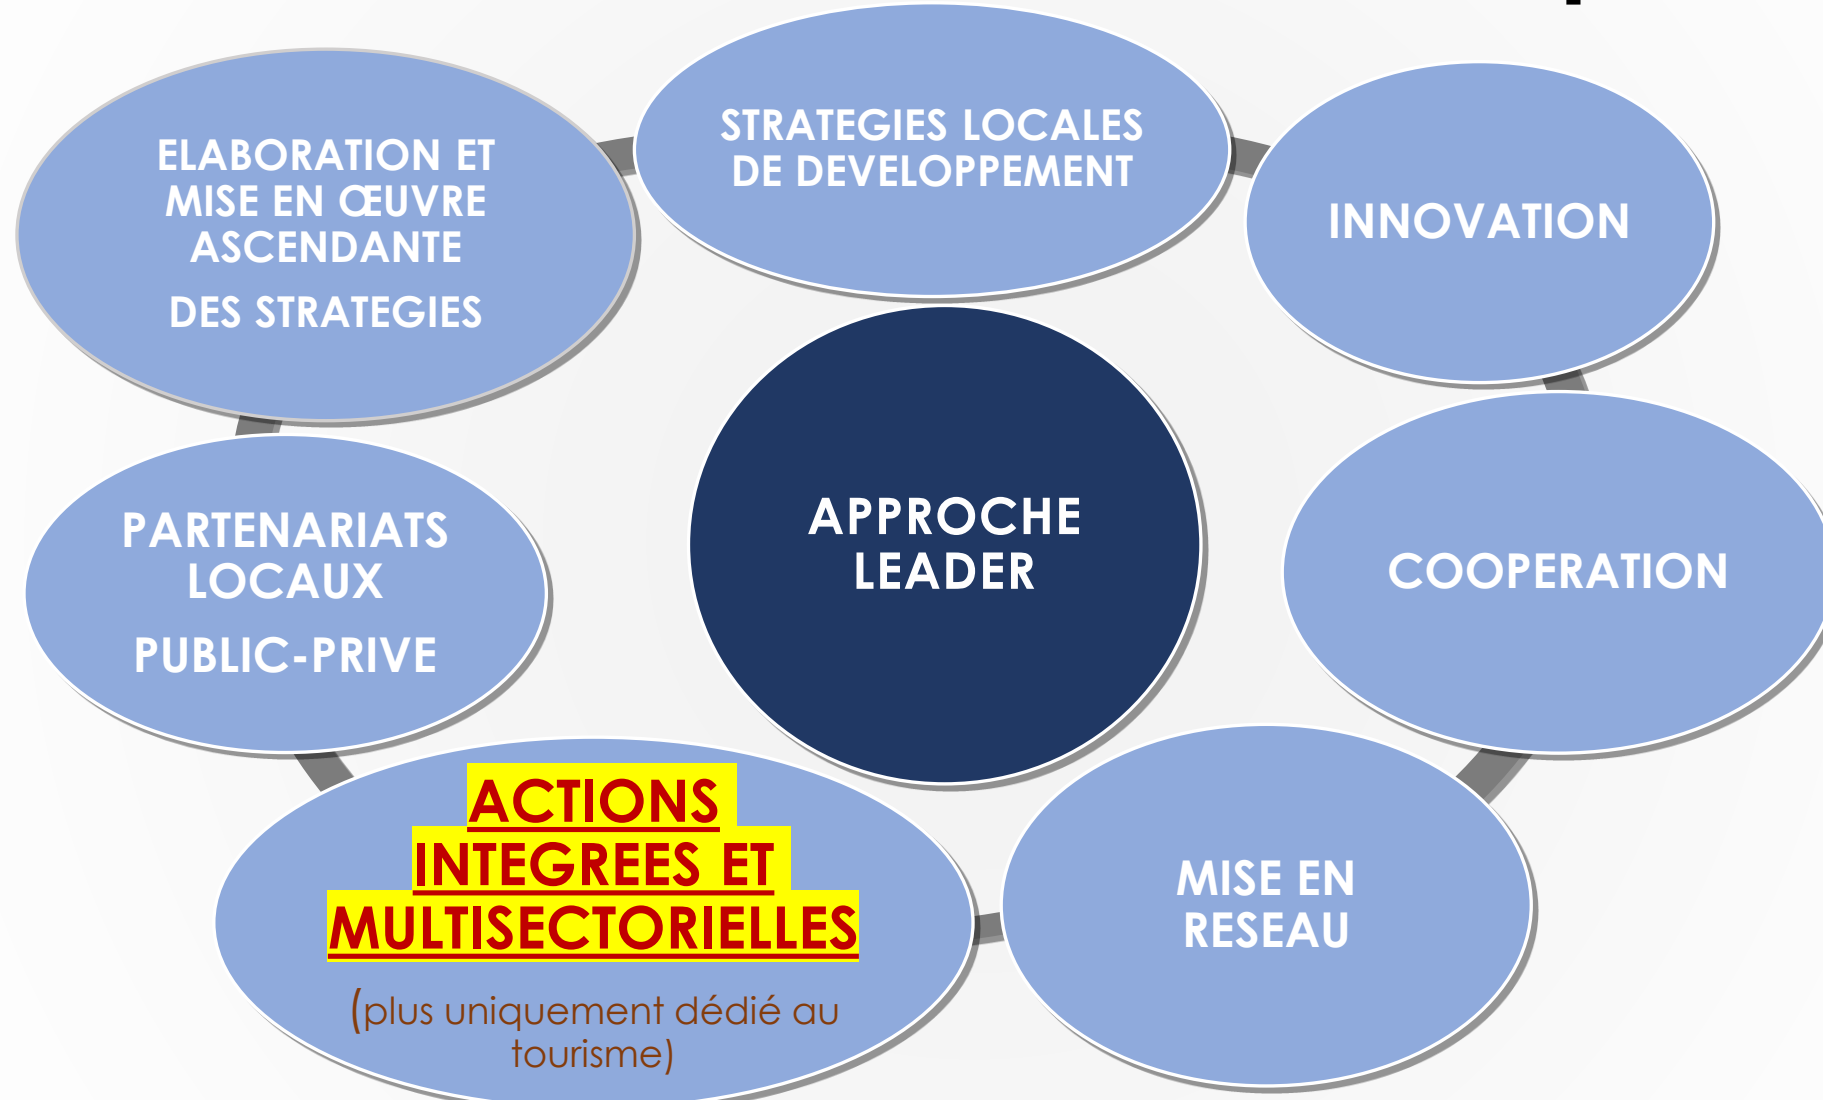 STRATEGIES LOCALES
DE DEVELOPPEMENT
INNOVATION
COOPERATION
MISE EN
RESEAU
ACTIONS
INTEGREES ET
MULTISECTORIELLES
(plus uniquement dédié au
tourisme)
PARTENARIATS
LOCAUX
PUBLIC-PRIVE
ELABORATION ET
MISE EN ŒUVRE
ASCENDANTE
DES STRATEGIES
APPROCHE
LEADER